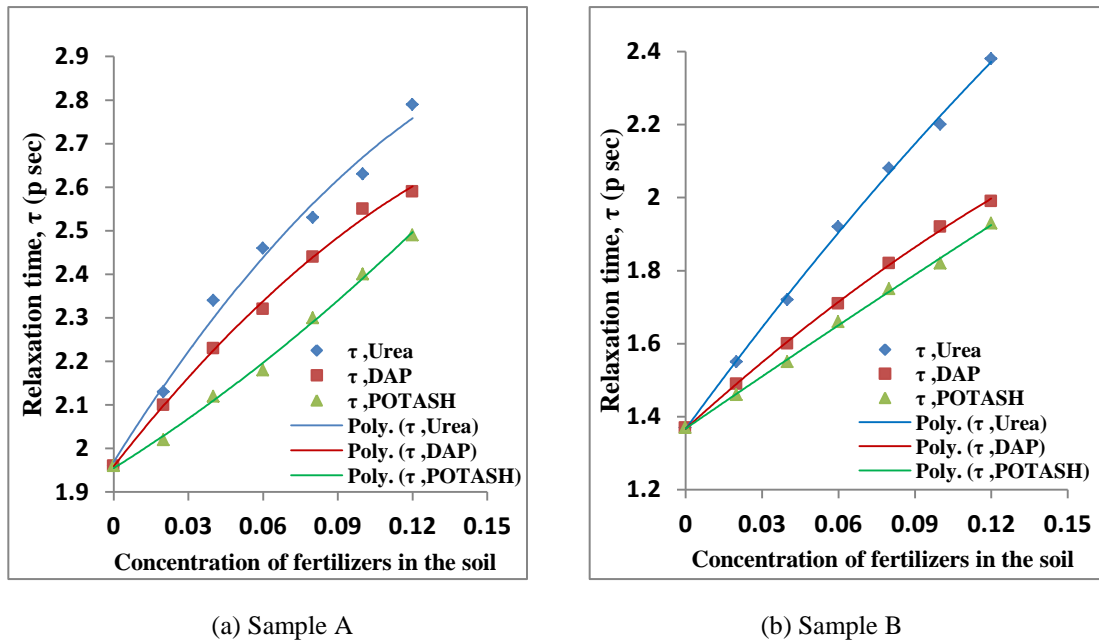 2.9
2.8
2.7
2.6
2.5
2.4
2.3
2.2
2.1
2
1.9
Relaxation time, τ (p sec)
τ ,Urea
τ ,DAP
τ ,POTASH
Poly. (τ ,Urea)
Poly. (τ ,DAP)
Poly. (τ ,POTASH)
0 0.03 0.06 0.09 0.12 0.15
Concentration of fertilizers in the soil
(a) Sample A
2.4
2.2
2
1.8
1.6
1.4
1.2
Relaxation time, τ (p sec)
τ ,Urea
τ ,DAP
τ ,POTASH
Poly. (τ ,Urea)
Poly. (τ ,DAP)
Poly. (τ ,POTASH)
0 0.03 0.06 0.09 0.12 0.15
Concentration of fertilizers in the soil
(b) Sample B